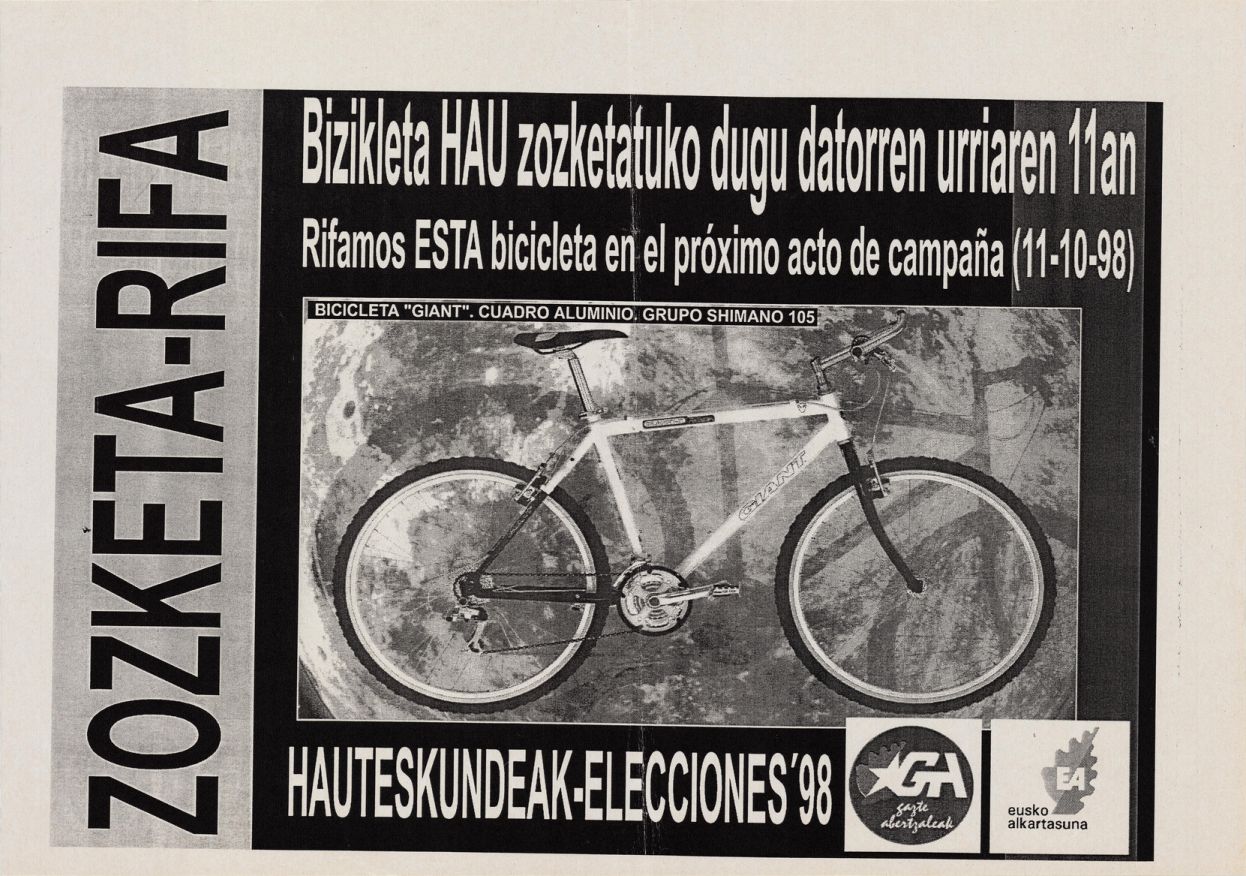 ZOZKETA-RIFA
Bizikleta HAU zozketatuko dugu datorren urriaren 11an
Rifamos ESTA bicicleta en el próximo acto de campaña (11-10-98)
BICICLETA "GIANT". CUADRO ALUMINIO. GRUPO SHIMANO 105
GIANT
HAUTESKUNDEAK-ELECCIONES´98
GA
gazte
abertzaleak
EA
eusko
alkartasuna